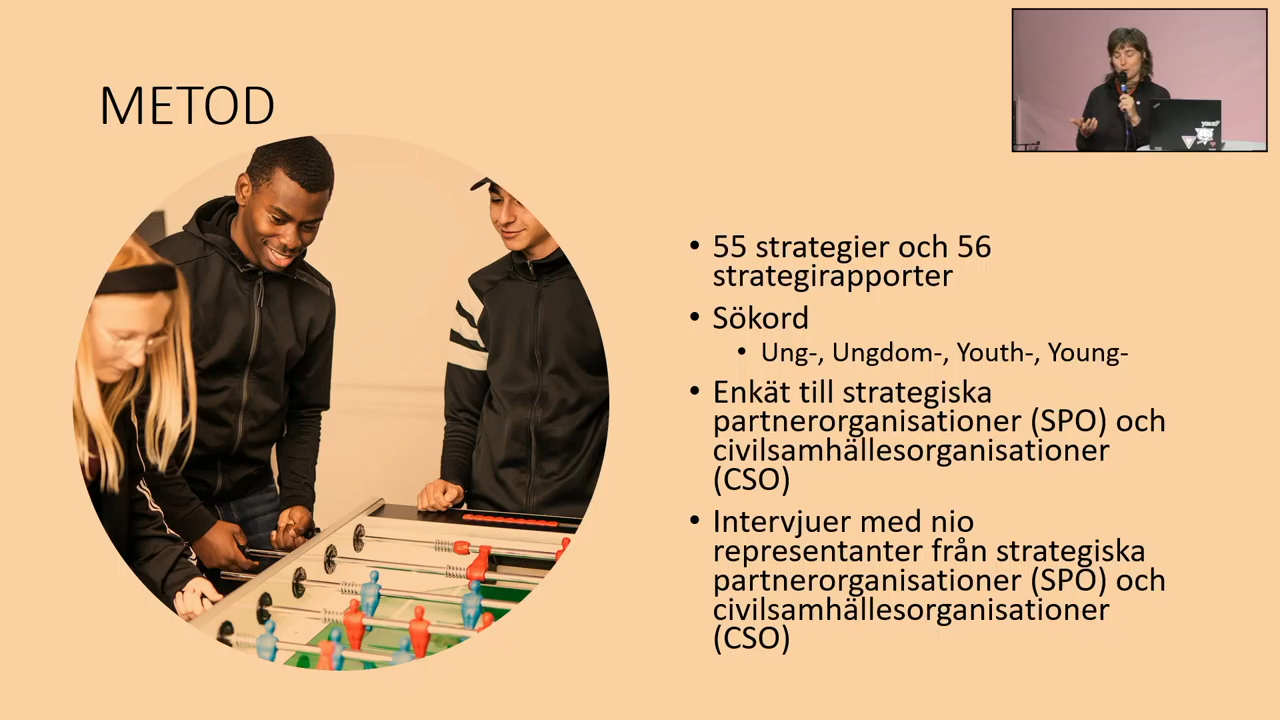 METOD
• 55 strategier och 56
strategirapporter
• Sökord
• Ung-, Ungdom-, Youth-, Young-
• Enkät till strategiska
partnerorganisationer (SPO) och
civilsamhällesorganisationer
(CSO)
• Intervjuer med nio
representanter från strategiska
partnerorganisationer (SPO) och
civilsamhällesorganisationer
(CSO)